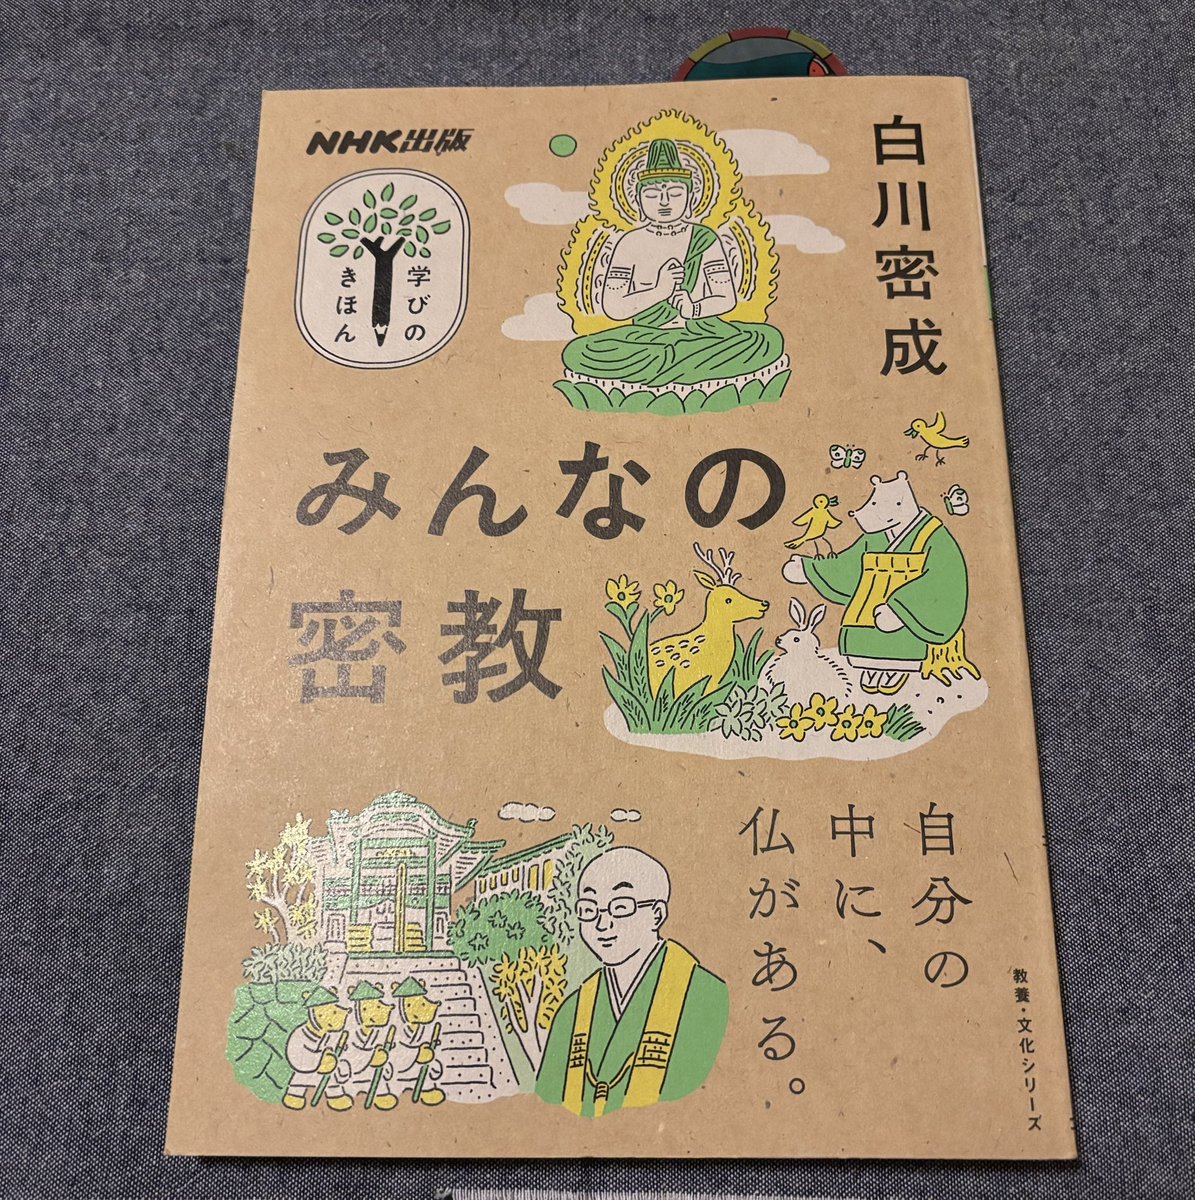 NHK出版
学びの
きほん
白川密成
みんなの
密教
自分の
中に、
仏がある。
教養・文化シリーズ